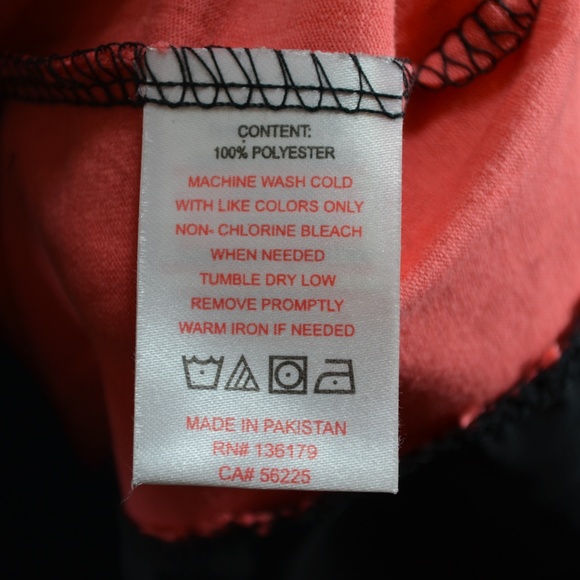 CONTENT:
100% POLYESTER
MACHINE WASH COLD
WITH LIKE COLORS ONLY
NON- CHLORINE BLEACH
WHEN NEEDED
TUMBLE DRY LOW
REMOVE PROMPTLY
WARM IRON IF NEEDED
MADE IN PAKISTAN
RN# 136179
CA# 56225